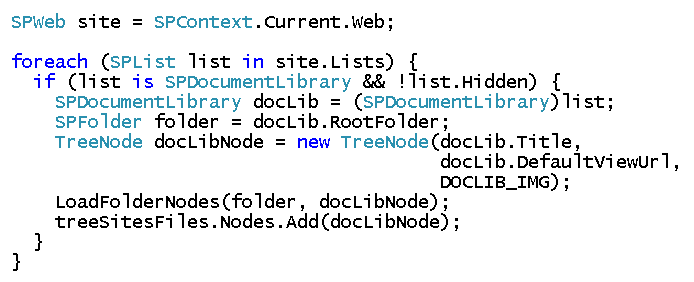 SPWeb site = SPContext.Current.Web;
foreach (SPList list in site.Lists) {
if (list is SPDocumentLibrary && !list.Hidden) {
SPDocumentLibrary docLib = (SPDocumentLibrary)list;
SPFolder folder = docLib.RootFolder;
TreeNode docLibNode = new TreeNode(docLib.Title,
docLib.DefaultViewUrl,
DOCLIB_IMG);
LoadFolderNodes(folder, docLibNode);
treeSitesFiles.Nodes.Add(docLibNode);
}
}